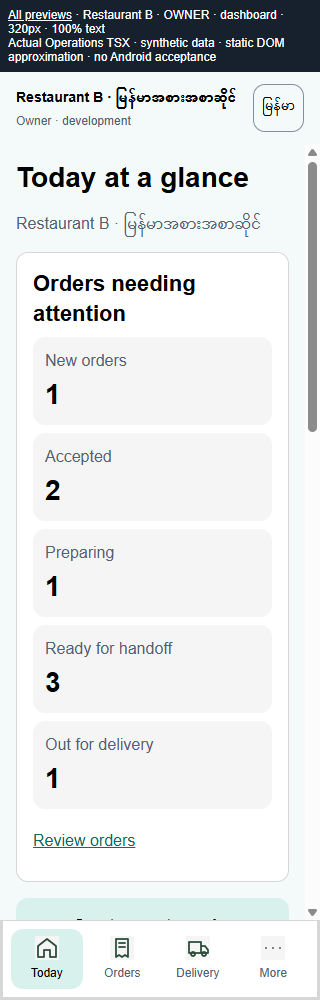 All previews · Restaurant B · OWNER · dashboard ·
320px · 100% text
Actual Operations TSX · synthetic data · static DOM
approximation · no Android acceptance
Restaurant B · မြန်မာအစားအစာဆိုင်
မြန်မာ
Owner · development
Today at a glance
Restaurant B · မြန်မာအစားအစာဆိုင်
Orders needing
attention
New orders
1
Accepted
2
Preparing
1
Ready for handoff
3
Out for delivery
1
Review orders
Today
Orders
Delivery
More